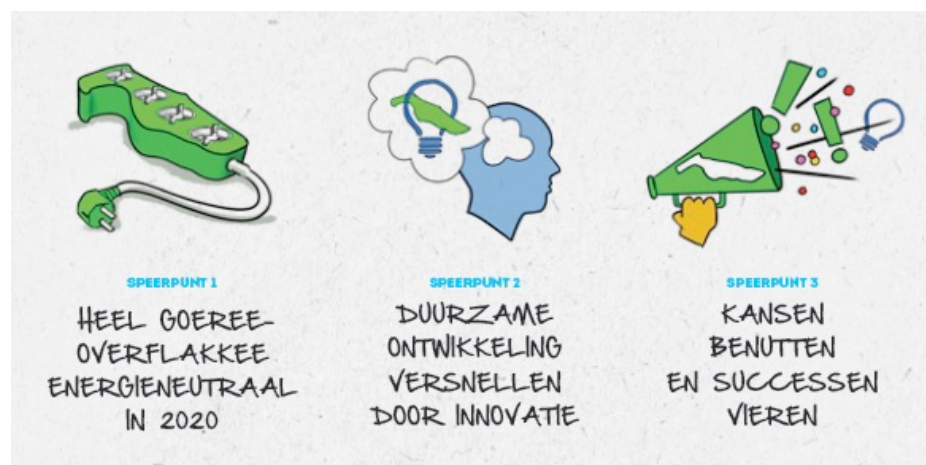 SPEERPUNT 1
HEEL GOEREE-
OVERFLAKKEE
ENERGIENEUTRAAL
IN 2020
SPEERPUNT 2
DUURZAME
ONTWIKKELING
VERSNELLEN
DOOR INNOVATIE
SPEERPUNT 3
KANSEN
BENUTTEN
EN SUCCESSEN
VIEREN